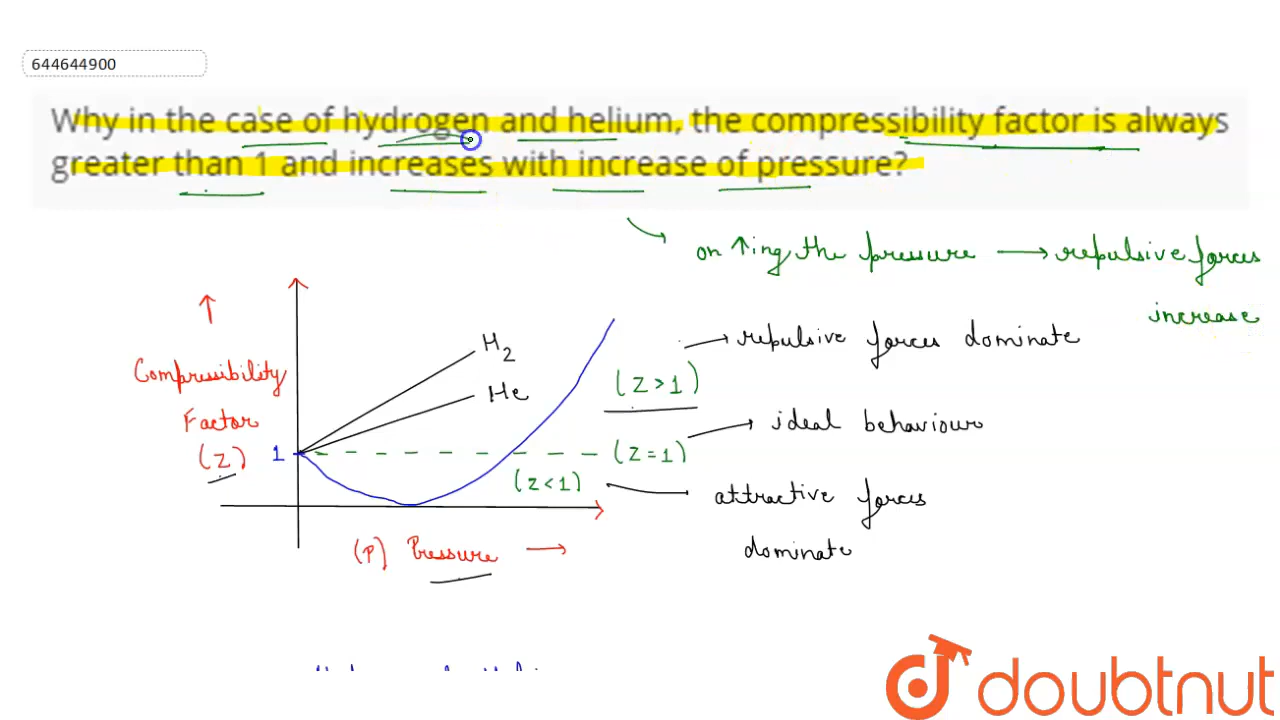 644644900
Why in the case of hydrogen and helium, the compressibility factor is always
greater than 1 and increases with increase of pressure?
on ↑ing the pressure → repulsive forces
increase
↑
Compressibility
Factor
(Z)
1
H2
He
(Z > 1)
→ repulsive forces dominate
(Z = 1)
→ ideal behaviour
(Z < 1)
attractive forces
dominate
(P) Pressure →
doubtnut